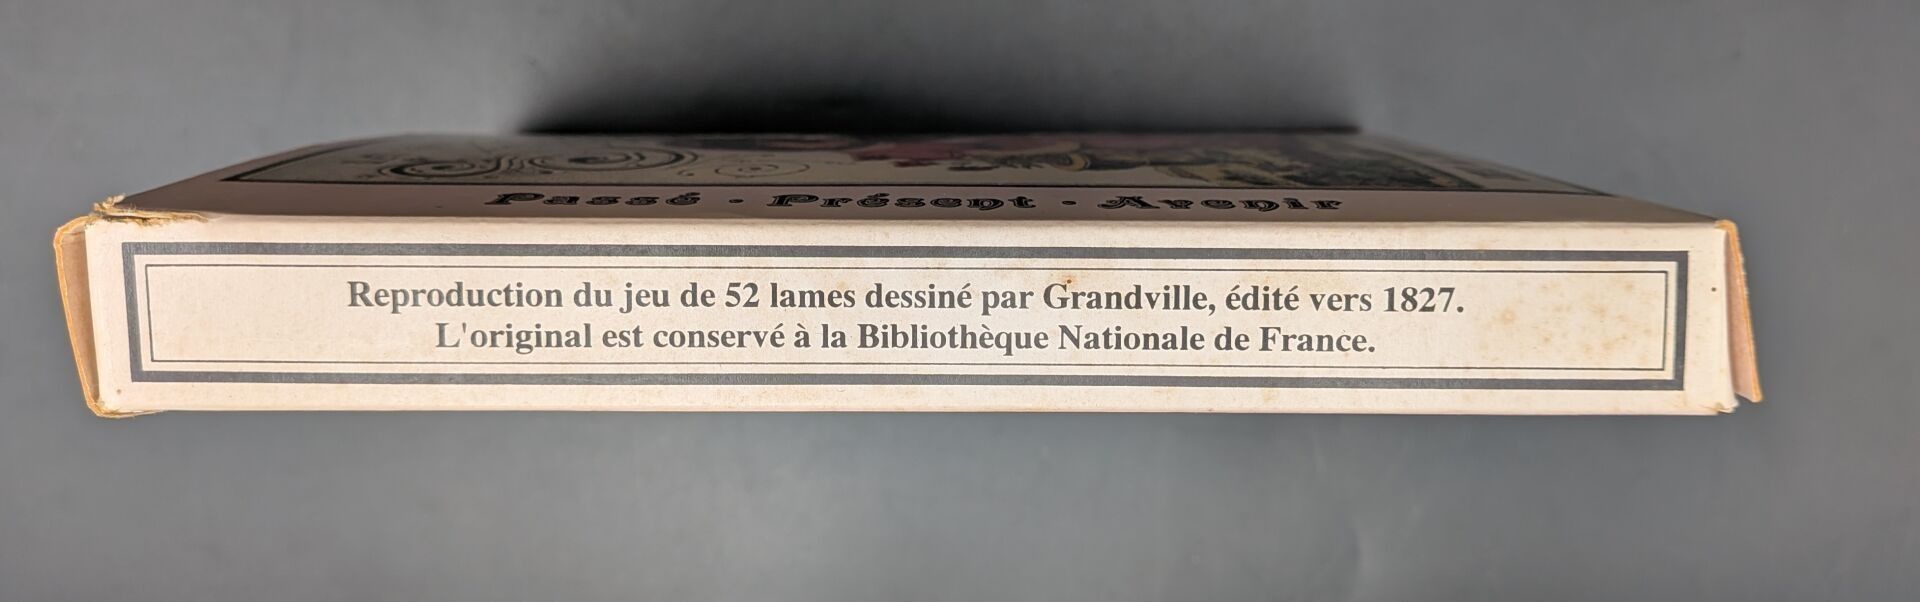 Passé · Présent · Avenir
Reproduction du jeu de 52 lames dessiné par Grandville, édité vers 1827.
L'original est conservé à la Bibliothèque Nationale de France.